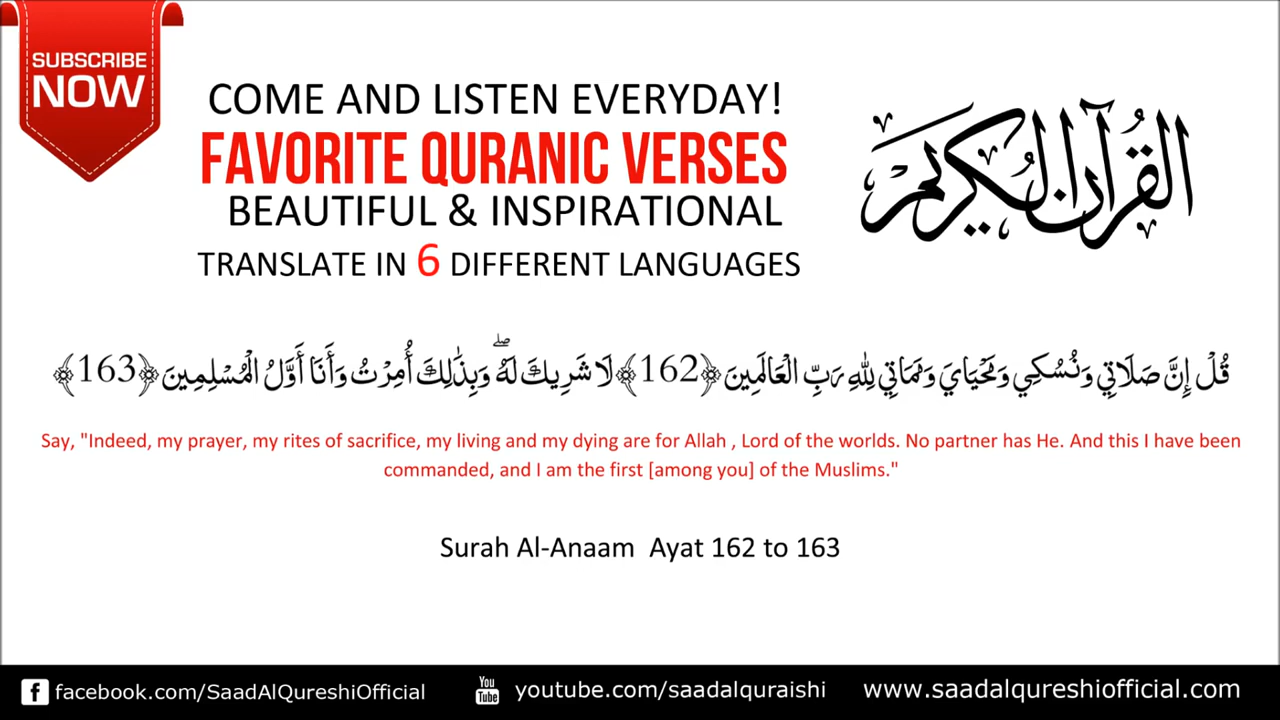 SUBSCRIBE
NOW
COME AND LISTEN EVERYDAY!
FAVORITE QURANIC VERSES
BEAUTIFUL & INSPIRATIONAL
TRANSLATE IN 6 DIFFERENT LANGUAGES
القرآن الكريم
قُلْ إِنَّ صَلَاتِي وَنُسُكِي وَمَحْيَايَ وَمَمَاتِي لِلَّهِ رَبِّ الْعَالَمِينَ ﴿162﴾ لَا شَرِيكَ لَهُ ۖ وَبِذَٰلِكَ أُمِرْتُ وَأَنَا أَوَّلُ الْمُسْلِمِينَ ﴿163﴾
Say, "Indeed, my prayer, my rites of sacrifice, my living and my dying are for Allah , Lord of the worlds. No partner has He. And this I have been
commanded, and I am the first [among you] of the Muslims."
Surah Al-Anaam Ayat 162 to 163
facebook.com/SaadAlQureshiOfficial
You Tube youtube.com/saadalquraishi
www.saadalqureshiofficial.com